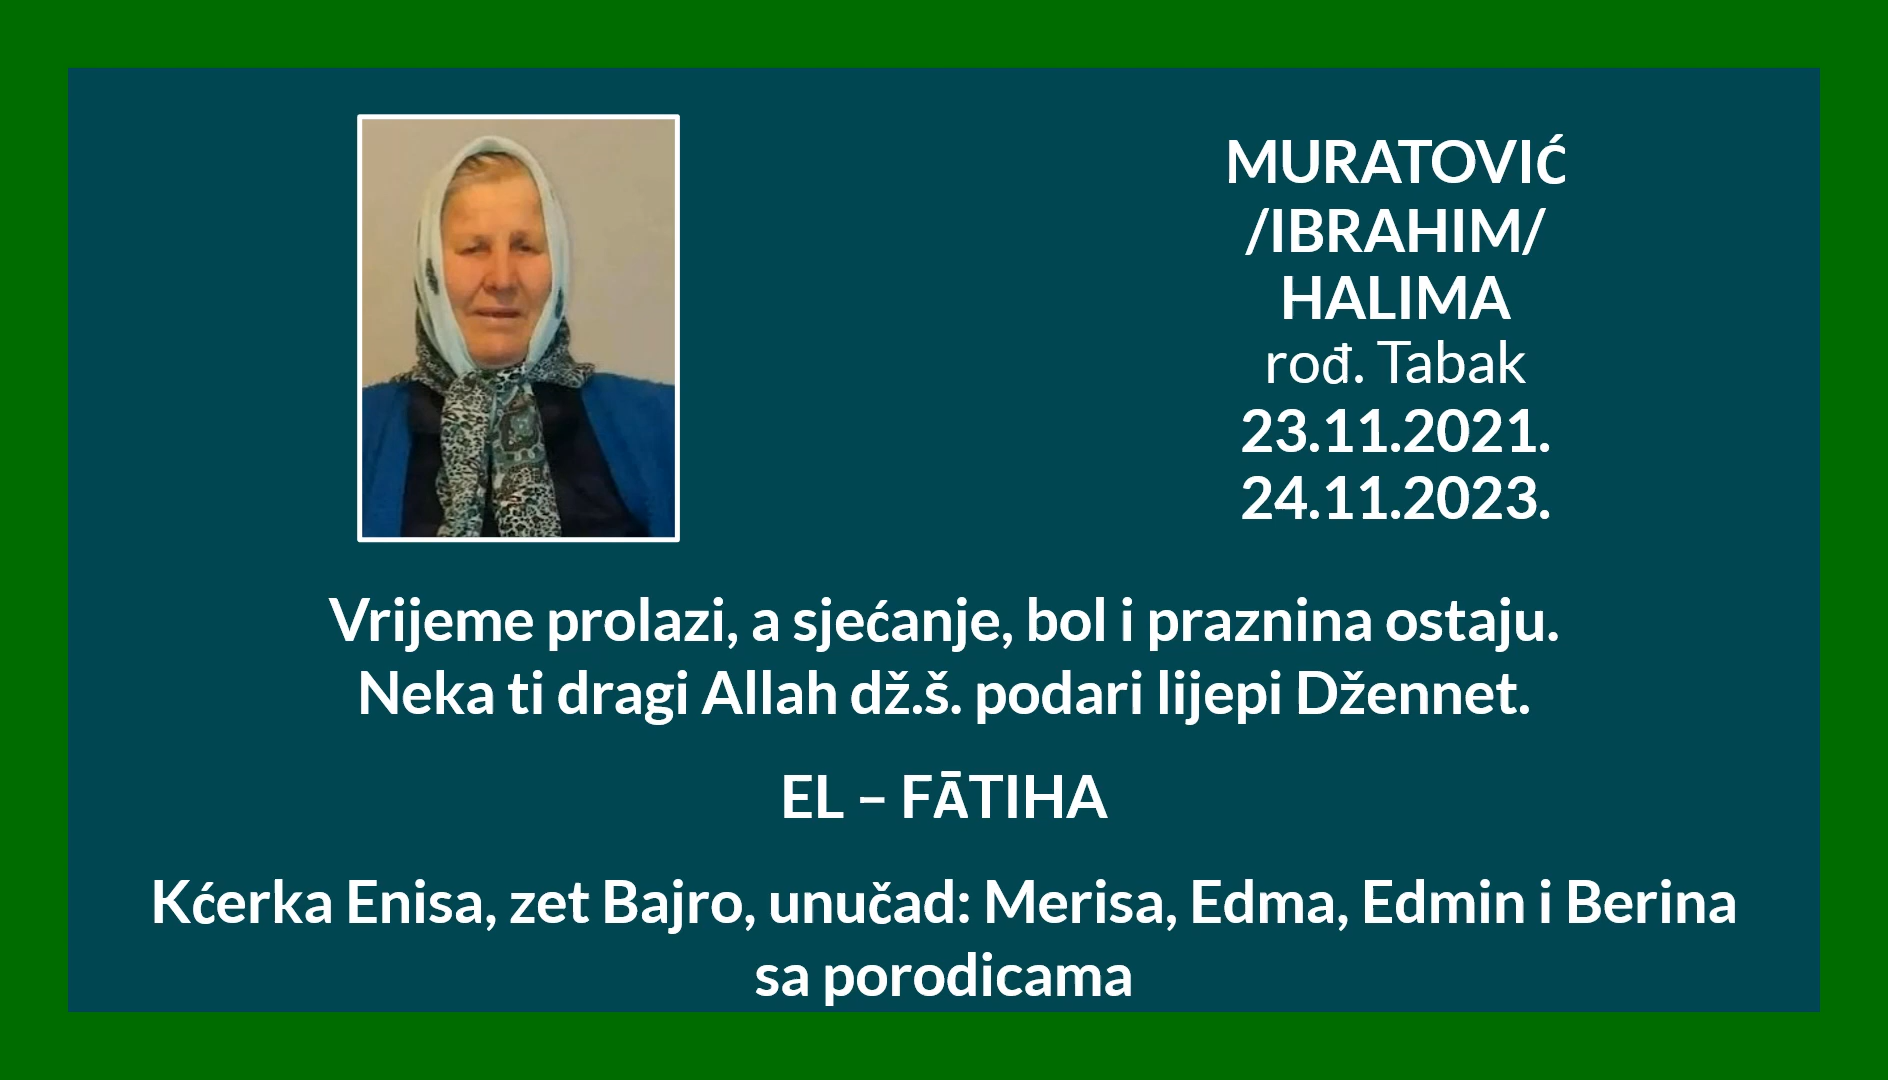 MURATOVIĆ
/IBRAHIM/
HALIMA
rođ. Tabak
23.11.2021.
24.11.2023.
Vrijeme prolazi, a sjećanje, bol i praznina ostaju.
Neka ti dragi Allah dž.š. podari lijepi Džennet.
EL – FĀTIHA
Kćerka Enisa, zet Bajro, unučad: Merisa, Edma, Edmin i Berina
sa porodicama